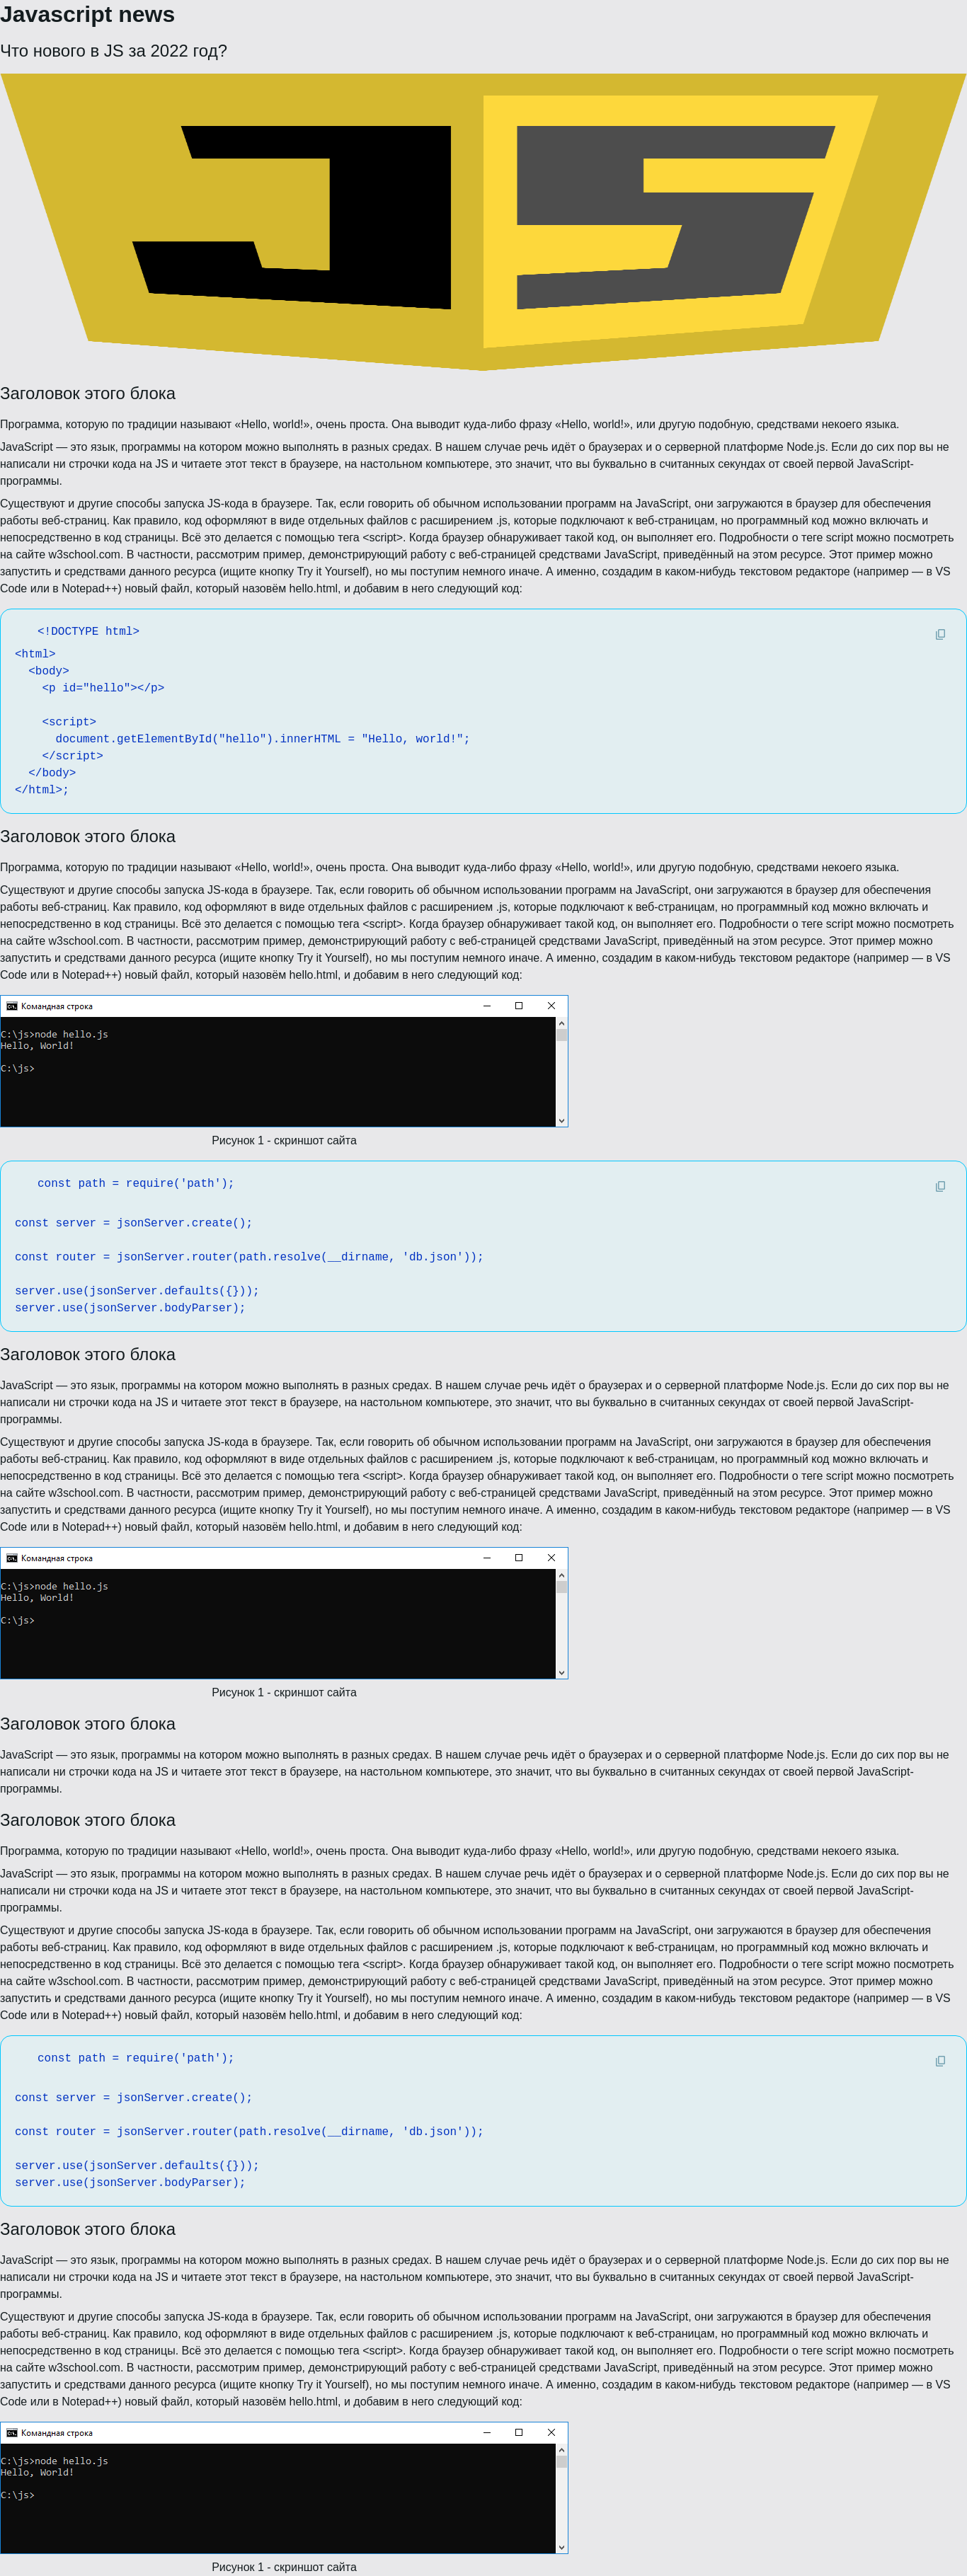 Javascript news
Что нового в JS за 2022 год?
JS
Заголовок этого блока
Программа, которую по традиции называют «Hello, world!», очень проста. Она выводит куда-либо фразу «Hello, world!», или другую подобную, средствами некоего языка.
JavaScript — это язык, программы на котором можно выполнять в разных средах. В нашем случае речь идёт о браузерах и о серверной платформе Node.js. Если до сих пор вы не
написали ни строчки кода на JS и читаете этот текст в браузере, на настольном компьютере, это значит, что вы буквально в считанных секундах от своей первой JavaScript-
программы.
Существуют и другие способы запуска JS-кода в браузере. Так, если говорить об обычном использовании программ на JavaScript, они загружаются в браузер для обеспечения
работы веб-страниц. Как правило, код оформляют в виде отдельных файлов с расширением .js, которые подключают к веб-страницам, но программный код можно включать и
непосредственно в код страницы. Всё это делается с помощью тега <script>. Когда браузер обнаруживает такой код, он выполняет его. Подробности о теге script можно посмотреть
на сайте w3school.com. В частности, рассмотрим пример, демонстрирующий работу с веб-страницей средствами JavaScript, приведённый на этом ресурсе. Этот пример можно
запустить и средствами данного ресурса (ищите кнопку Try it Yourself), но мы поступим немного иначе. А именно, создадим в каком-нибудь текстовом редакторе (например — в VS
Code или в Notepad++) новый файл, который назовём hello.html, и добавим в него следующий код:
<!DOCTYPE html>
<html>
<body>
<p id="hello"></p>
<script>
document.getElementById("hello").innerHTML = "Hello, world!";
</script>
</body>
</html>;
Заголовок этого блока
Программа, которую по традиции называют «Hello, world!», очень проста. Она выводит куда-либо фразу «Hello, world!», или другую подобную, средствами некоего языка.
Существуют и другие способы запуска JS-кода в браузере. Так, если говорить об обычном использовании программ на JavaScript, они загружаются в браузер для обеспечения
работы веб-страниц. Как правило, код оформляют в виде отдельных файлов с расширением .js, которые подключают к веб-страницам, но программный код можно включать и
непосредственно в код страницы. Всё это делается с помощью тега <script>. Когда браузер обнаруживает такой код, он выполняет его. Подробности о теге script можно посмотреть
на сайте w3school.com. В частности, рассмотрим пример, демонстрирующий работу с веб-страницей средствами JavaScript, приведённый на этом ресурсе. Этот пример можно
запустить и средствами данного ресурса (ищите кнопку Try it Yourself), но мы поступим немного иначе. А именно, создадим в каком-нибудь текстовом редакторе (например — в VS
Code или в Notepad++) новый файл, который назовём hello.html, и добавим в него следующий код:
Командная строка
C:\js>node hello.js
Hello, World!
C:\js>
Рисунок 1 - скриншот сайта
const path = require('path');
const server = jsonServer.create();
const router = jsonServer.router(path.resolve(__dirname, 'db.json'));
server.use(jsonServer.defaults({}));
server.use(jsonServer.bodyParser);
Заголовок этого блока
JavaScript — это язык, программы на котором можно выполнять в разных средах. В нашем случае речь идёт о браузерах и о серверной платформе Node.js. Если до сих пор вы не
написали ни строчки кода на JS и читаете этот текст в браузере, на настольном компьютере, это значит, что вы буквально в считанных секундах от своей первой JavaScript-
программы.
Существуют и другие способы запуска JS-кода в браузере. Так, если говорить об обычном использовании программ на JavaScript, они загружаются в браузер для обеспечения
работы веб-страниц. Как правило, код оформляют в виде отдельных файлов с расширением .js, которые подключают к веб-страницам, но программный код можно включать и
непосредственно в код страницы. Всё это делается с помощью тега <script>. Когда браузер обнаруживает такой код, он выполняет его. Подробности о теге script можно посмотреть
на сайте w3school.com. В частности, рассмотрим пример, демонстрирующий работу с веб-страницей средствами JavaScript, приведённый на этом ресурсе. Этот пример можно
запустить и средствами данного ресурса (ищите кнопку Try it Yourself), но мы поступим немного иначе. А именно, создадим в каком-нибудь текстовом редакторе (например — в VS
Code или в Notepad++) новый файл, который назовём hello.html, и добавим в него следующий код:
Командная строка
C:\js>node hello.js
Hello, World!
C:\js>
Рисунок 1 - скриншот сайта
Заголовок этого блока
JavaScript — это язык, программы на котором можно выполнять в разных средах. В нашем случае речь идёт о браузерах и о серверной платформе Node.js. Если до сих пор вы не
написали ни строчки кода на JS и читаете этот текст в браузере, на настольном компьютере, это значит, что вы буквально в считанных секундах от своей первой JavaScript-
программы.
Заголовок этого блока
Программа, которую по традиции называют «Hello, world!», очень проста. Она выводит куда-либо фразу «Hello, world!», или другую подобную, средствами некоего языка.
JavaScript — это язык, программы на котором можно выполнять в разных средах. В нашем случае речь идёт о браузерах и о серверной платформе Node.js. Если до сих пор вы не
написали ни строчки кода на JS и читаете этот текст в браузере, на настольном компьютере, это значит, что вы буквально в считанных секундах от своей первой JavaScript-
программы.
Существуют и другие способы запуска JS-кода в браузере. Так, если говорить об обычном использовании программ на JavaScript, они загружаются в браузер для обеспечения
работы веб-страниц. Как правило, код оформляют в виде отдельных файлов с расширением .js, которые подключают к веб-страницам, но программный код можно включать и
непосредственно в код страницы. Всё это делается с помощью тега <script>. Когда браузер обнаруживает такой код, он выполняет его. Подробности о теге script можно посмотреть
на сайте w3school.com. В частности, рассмотрим пример, демонстрирующий работу с веб-страницей средствами JavaScript, приведённый на этом ресурсе. Этот пример можно
запустить и средствами данного ресурса (ищите кнопку Try it Yourself), но мы поступим немного иначе. А именно, создадим в каком-нибудь текстовом редакторе (например — в VS
Code или в Notepad++) новый файл, который назовём hello.html, и добавим в него следующий код:
const path = require('path');
const server = jsonServer.create();
const router = jsonServer.router(path.resolve(__dirname, 'db.json'));
server.use(jsonServer.defaults({}));
server.use(jsonServer.bodyParser);
Заголовок этого блока
JavaScript — это язык, программы на котором можно выполнять в разных средах. В нашем случае речь идёт о браузерах и о серверной платформе Node.js. Если до сих пор вы не
написали ни строчки кода на JS и читаете этот текст в браузере, на настольном компьютере, это значит, что вы буквально в считанных секундах от своей первой JavaScript-
программы.
Существуют и другие способы запуска JS-кода в браузере. Так, если говорить об обычном использовании программ на JavaScript, они загружаются в браузер для обеспечения
работы веб-страниц. Как правило, код оформляют в виде отдельных файлов с расширением .js, которые подключают к веб-страницам, но программный код можно включать и
непосредственно в код страницы. Всё это делается с помощью тега <script>. Когда браузер обнаруживает такой код, он выполняет его. Подробности о теге script можно посмотреть
на сайте w3school.com. В частности, рассмотрим пример, демонстрирующий работу с веб-страницей средствами JavaScript, приведённый на этом ресурсе. Этот пример можно
запустить и средствами данного ресурса (ищите кнопку Try it Yourself), но мы поступим немного иначе. А именно, создадим в каком-нибудь текстовом редакторе (например — в VS
Code или в Notepad++) новый файл, который назовём hello.html, и добавим в него следующий код:
Командная строка
C:\js>node hello.js
Hello, World!
C:\js>
Рисунок 1 - скриншот сайта